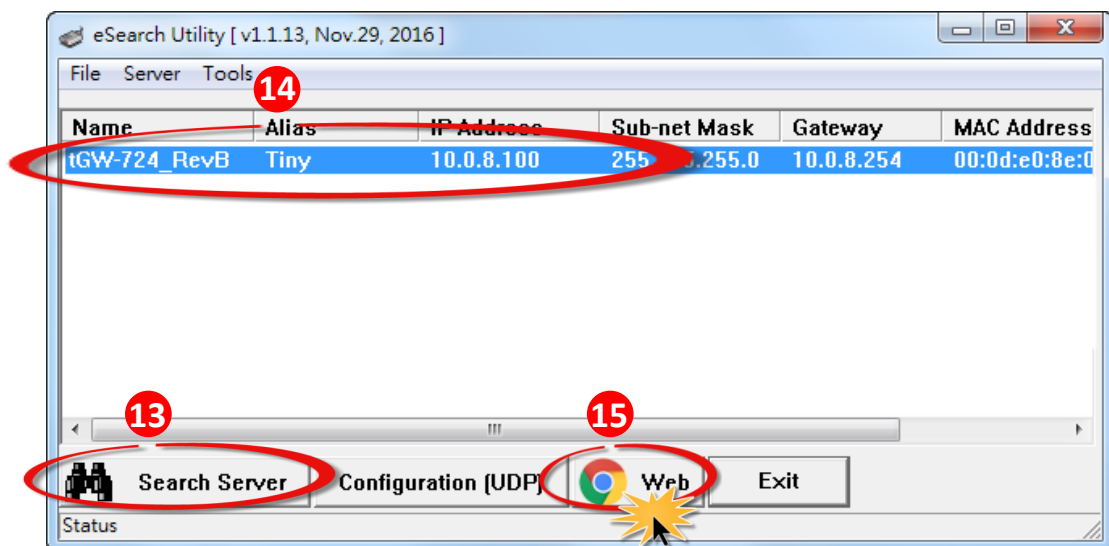 eSearch Utility [ v1.1.13, Nov.29, 2016 ]
File Server Tools
14
Name Alias IP Address Sub-net Mask Gateway MAC Address
tGW-724_RevB Tiny 10.0.8.100 255 .255.0 10.0.8.254 00:0d:e0:8e:0
13
15
Search Server Configuration (UDP) Web Exit
Status